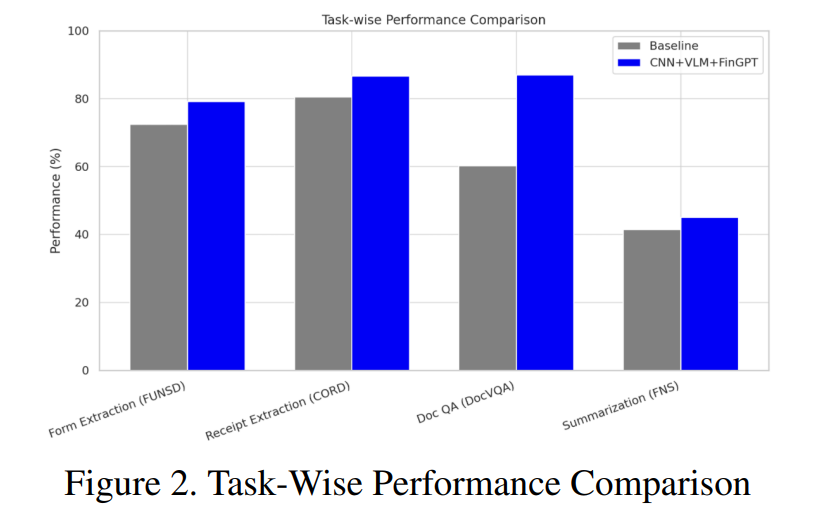 Task-wise Performance Comparison
100
80
60
40
20
0
Performance (%)
Baseline
CNN+VLM+FinGPT
Form Extraction (FUNSD)
Receipt Extraction (CORD)
Doc QA (DocVQA)
Summarization (FNS)
Figure 2. Task-Wise Performance Comparison